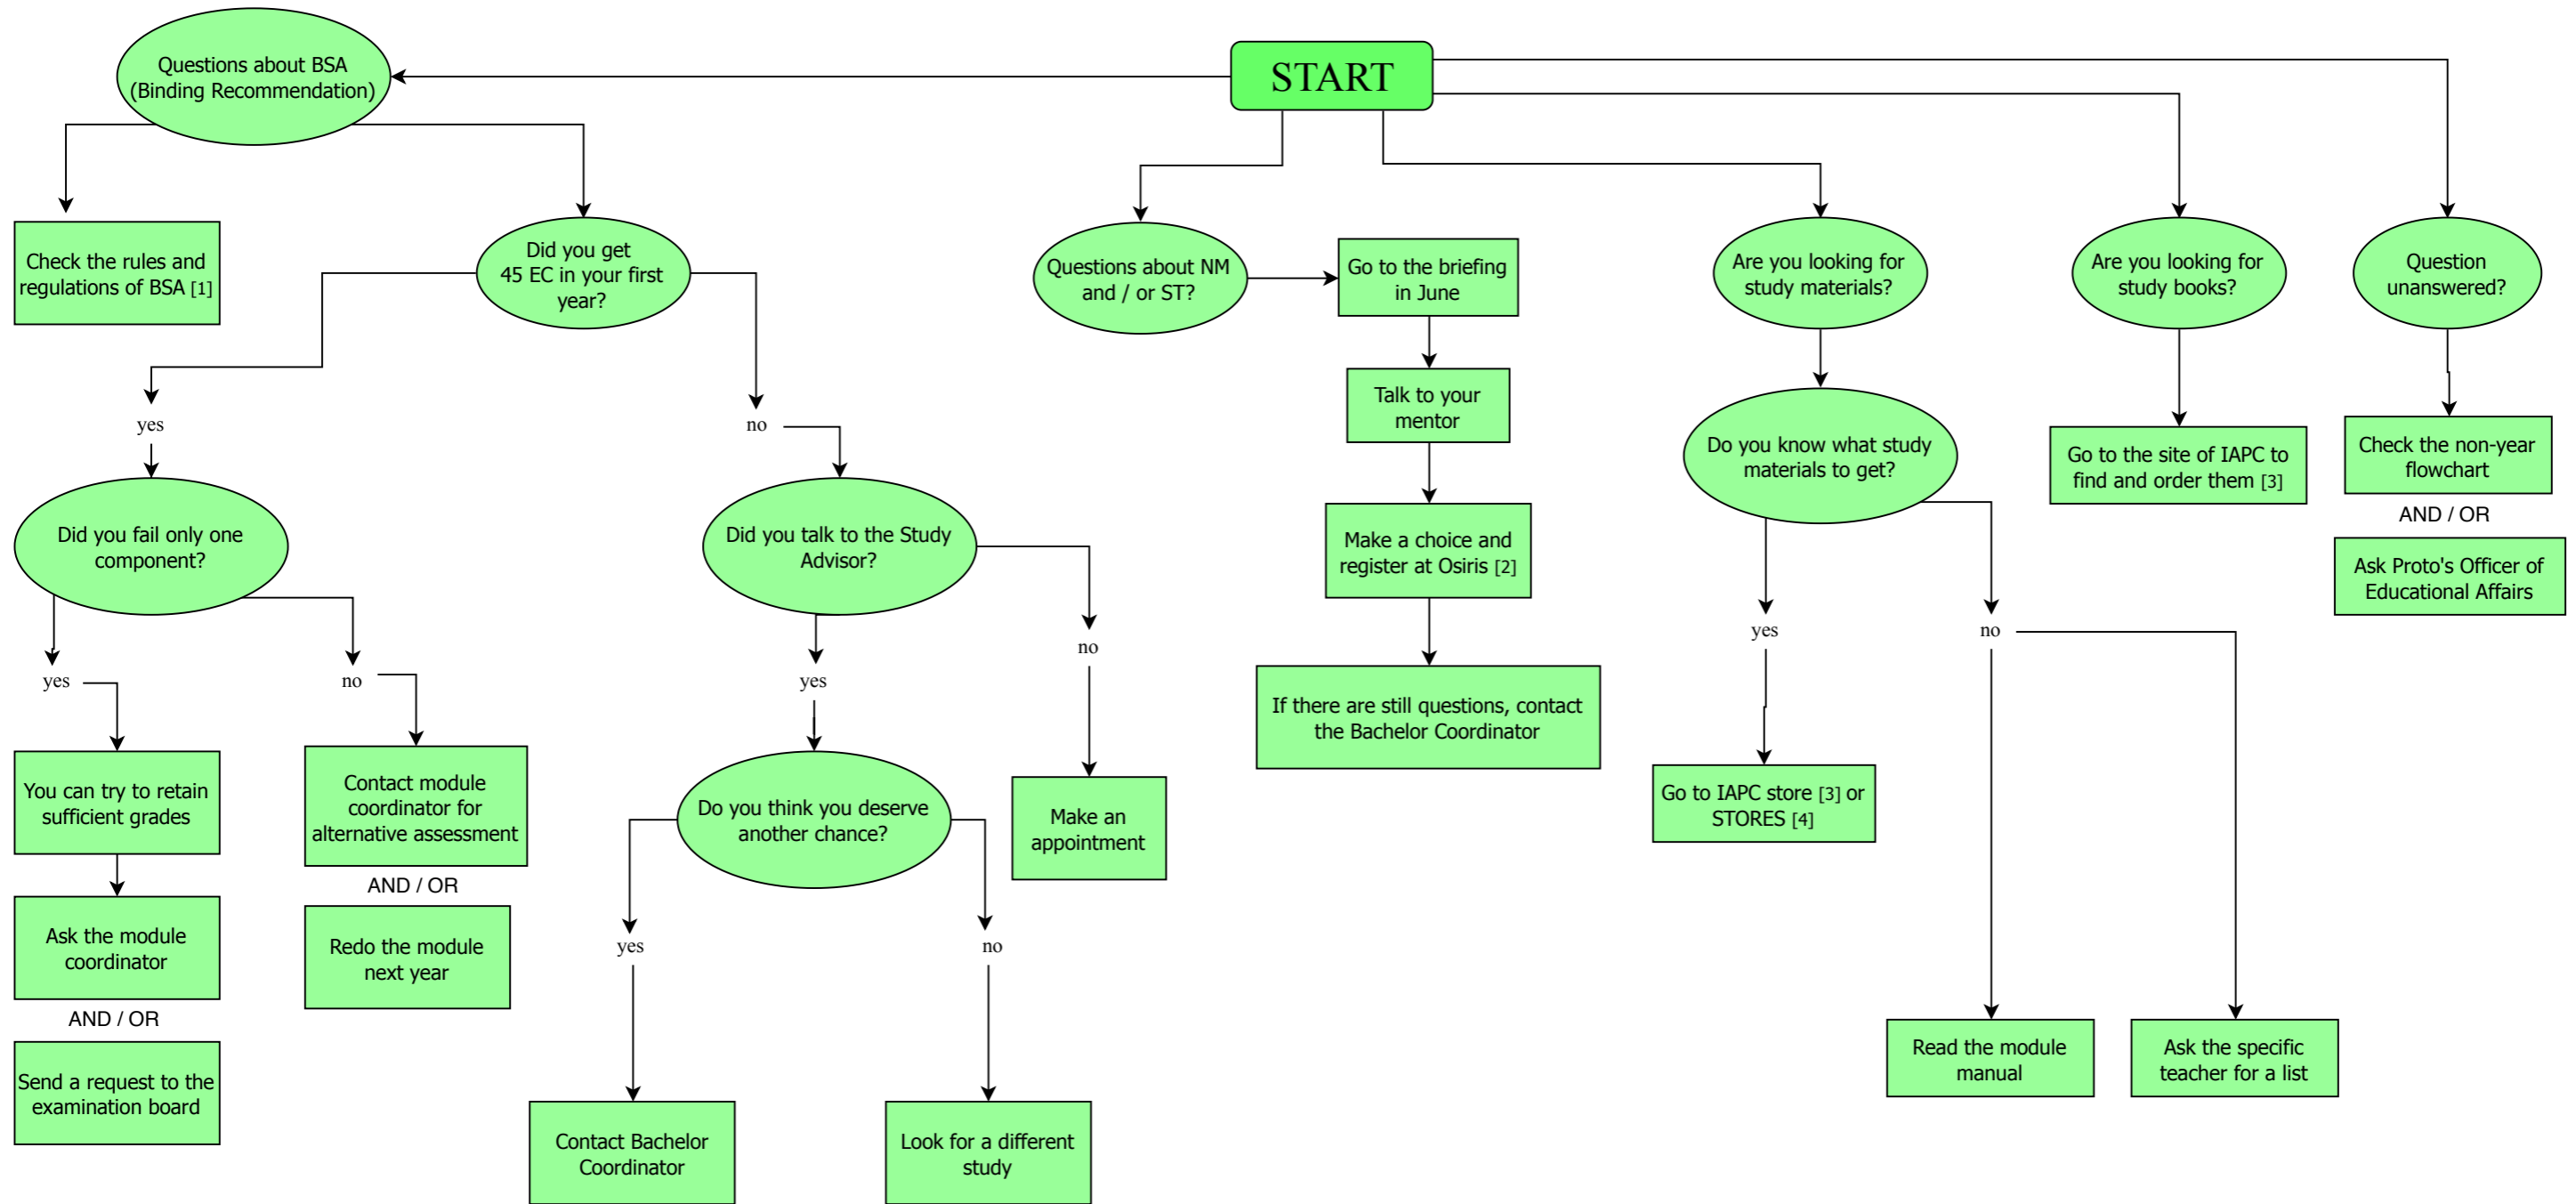 START
Questions about BSA
(Binding Recommendation)
Check the rules and
regulations of BSA [1]
Did you get
45 EC in your first
year?
yes
no
Did you fail only one
component?
yes
no
You can try to retain
sufficient grades
Ask the module
coordinator
AND / OR
Send a request to the
examination board
Contact module
coordinator for
alternative assessment
AND / OR
Redo the module
next year
Did you talk to the Study
Advisor?
yes
no
Do you think you deserve
another chance?
Make an
appointment
yes
no
Contact Bachelor
Coordinator
Look for a different
study
Questions about NM
and / or ST?
Go to the briefing
in June
Talk to your
mentor
Make a choice and
register at Osiris [2]
If there are still questions, contact
the Bachelor Coordinator
Are you looking for
study materials?
Do you know what study
materials to get?
yes
no
Go to IAPC store [3] or
STORES [4]
Read the module
manual
Ask the specific
teacher for a list
Are you looking for
study books?
Go to the site of IAPC to
find and order them [3]
Question
unanswered?
Check the non-year
flowchart
AND / OR
Ask Proto's Officer of
Educational Affairs